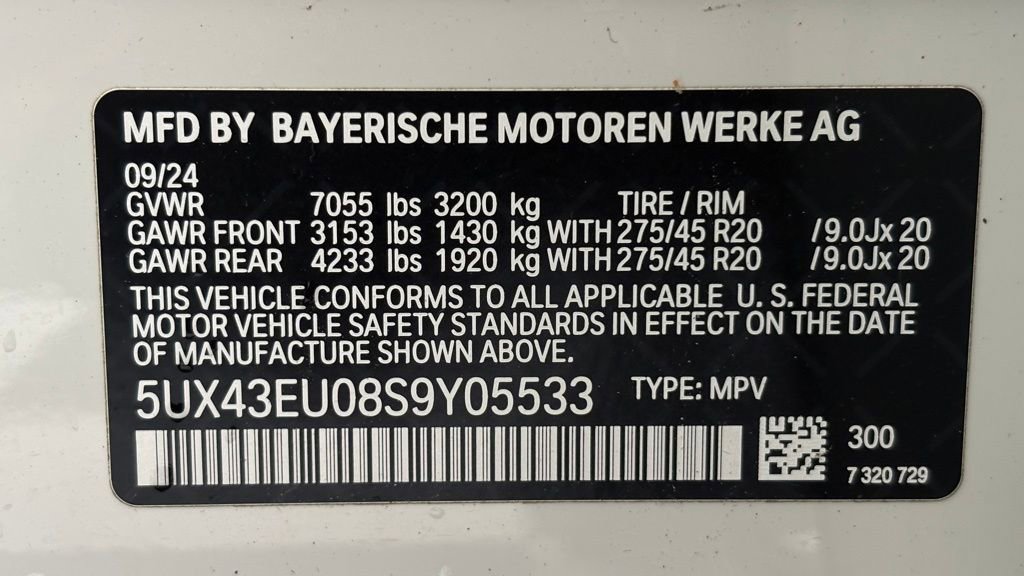 MFD BY BAYERISCHE MOTOREN WERKE AG
09/24
GVWR 7055 lbs 3200 kg TIRE / RIM
GAWR FRONT 3153 lbs 1430 kg WITH 275/45 R20 /9.0Jx 20
GAWR REAR 4233 lbs 1920 kg WITH 275/45 R20 /9.0Jx 20
THIS VEHICLE CONFORMS TO ALL APPLICABLE U. S. FEDERAL
MOTOR VEHICLE SAFETY STANDARDS IN EFFECT ON THE DATE
OF MANUFACTURE SHOWN ABOVE.
5UX43EU08S9Y05533 TYPE: MPV
300
7 320 729